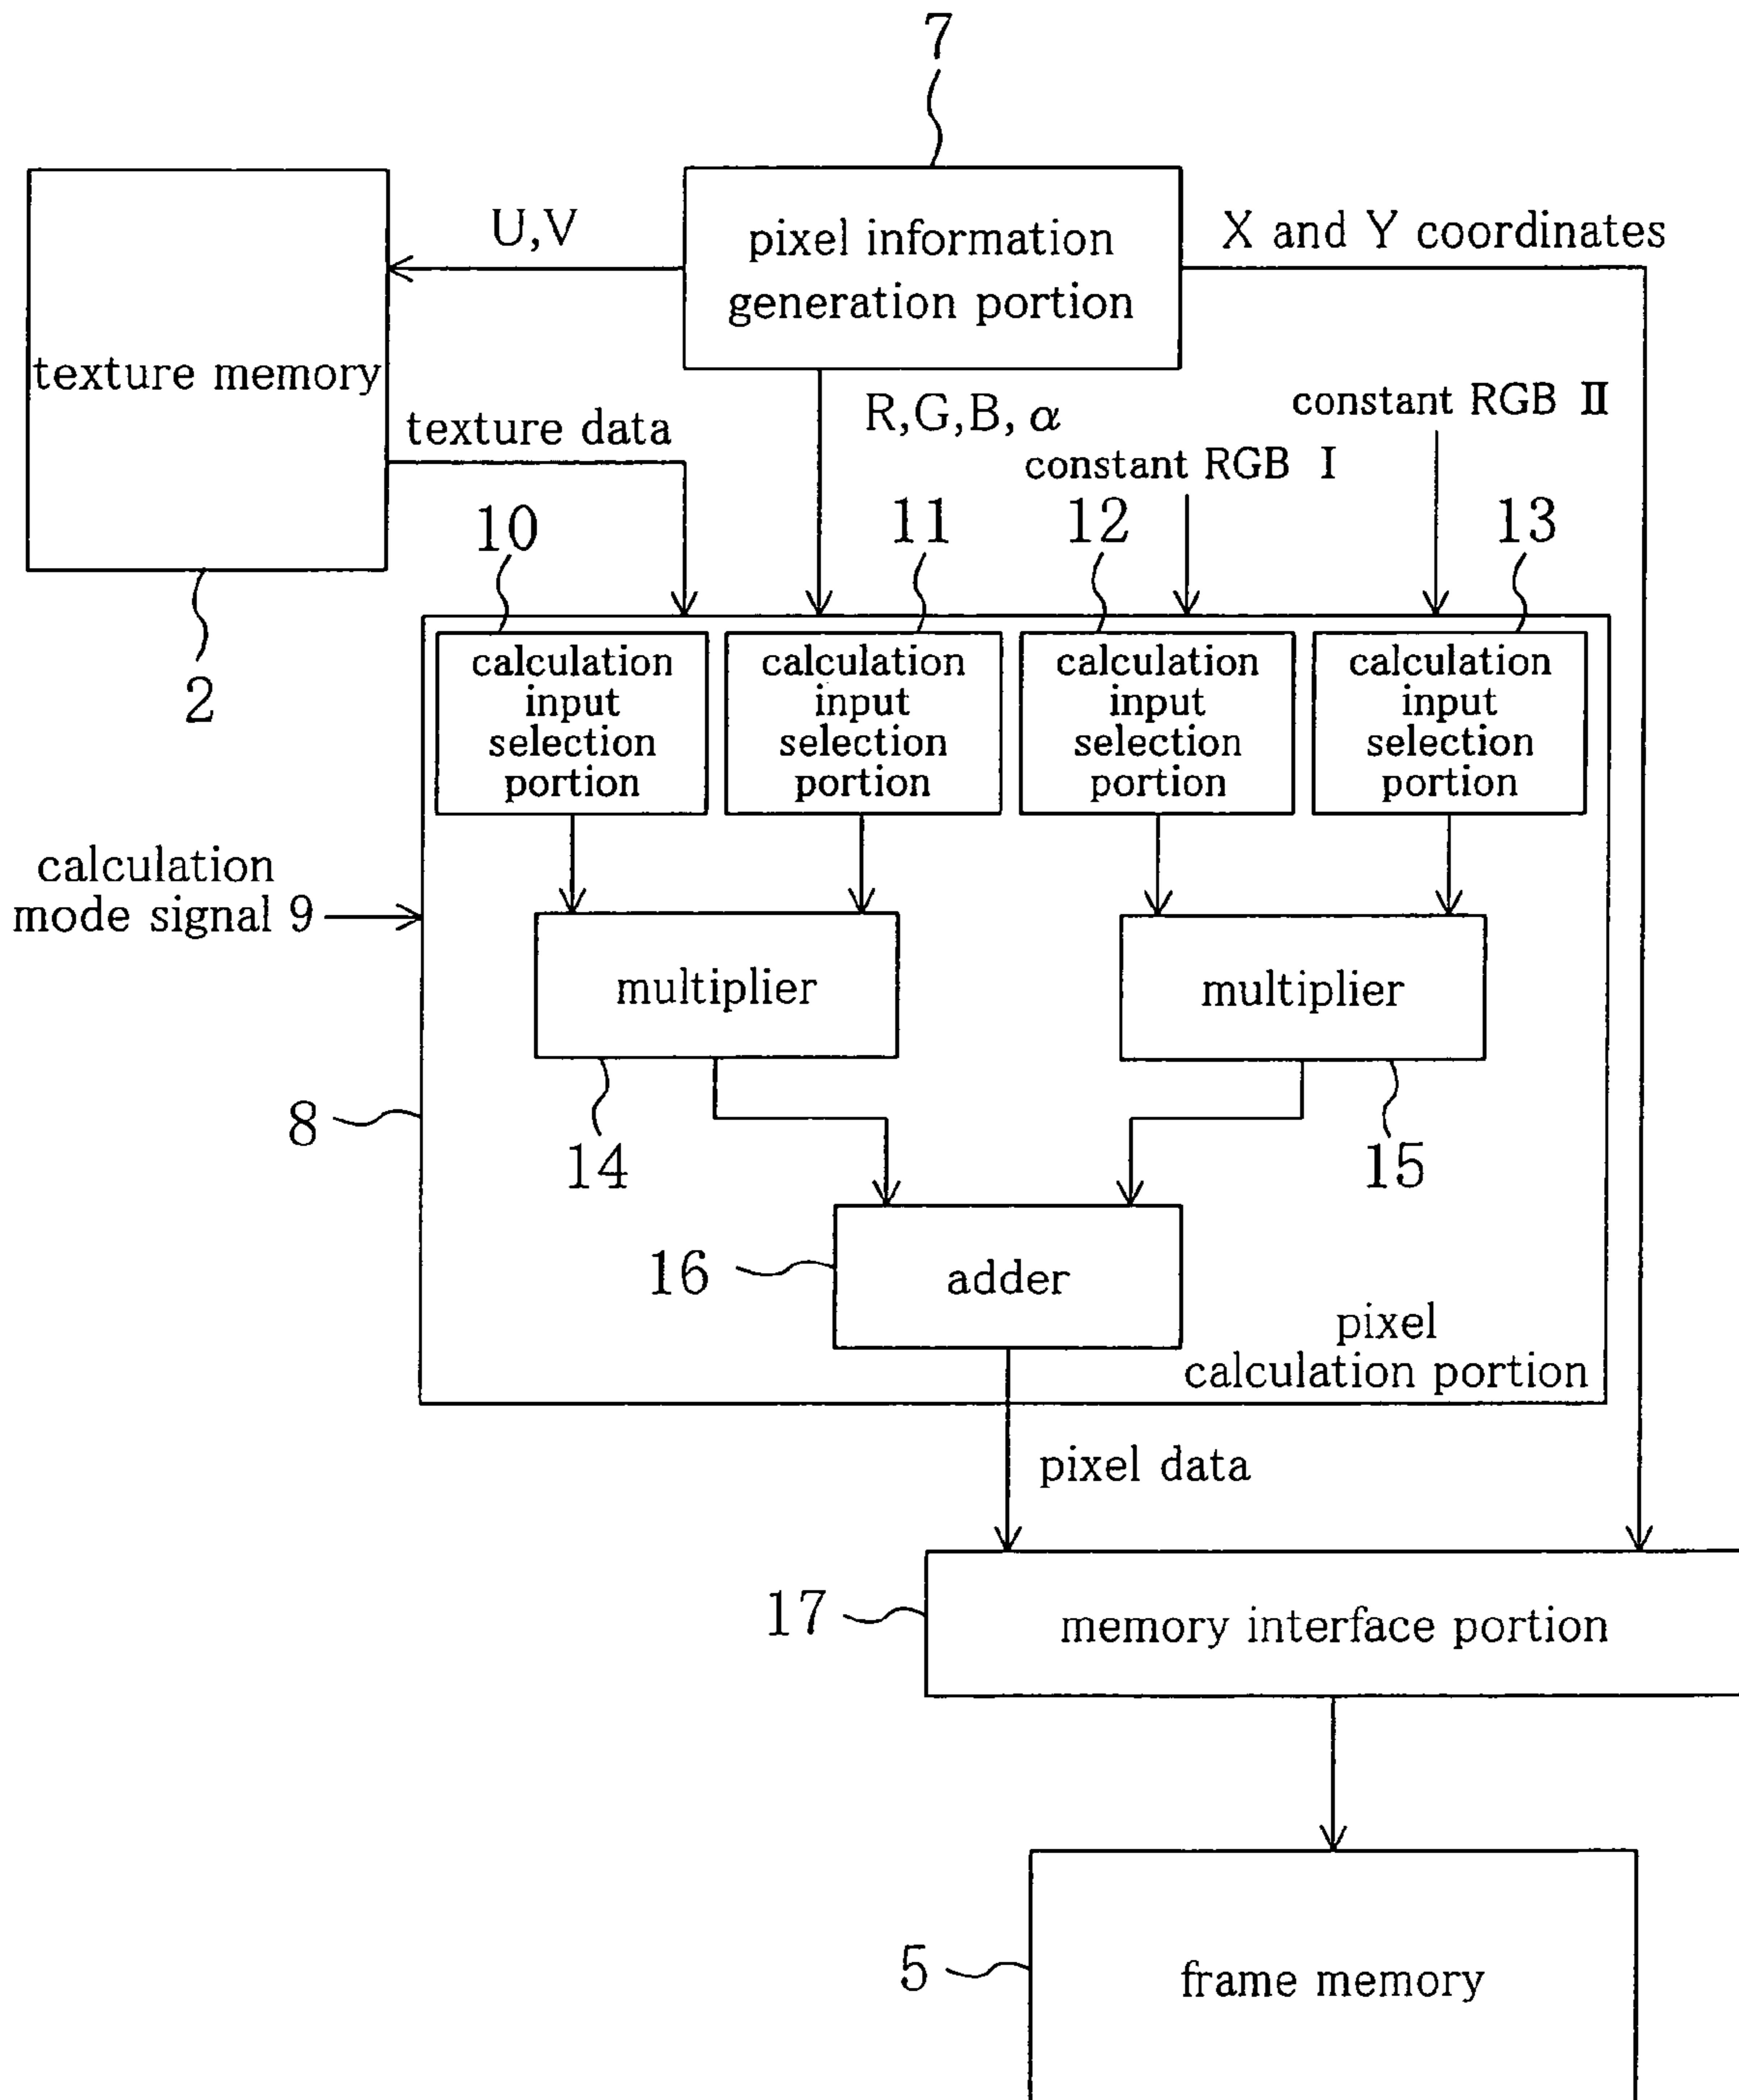 7
pixel information
generation portion
U,V
X and Y coordinates
texture memory
2
texture data
R,G,B, α
constant RGB I
constant RGB II
10
11
12
13
calculation
input
selection
portion
calculation
input
selection
portion
calculation
input
selection
portion
calculation
input
selection
portion
calculation
mode signal 9
multiplier
multiplier
8
14
15
16
adder
pixel
calculation portion
pixel data
17
memory interface portion
5
frame memory